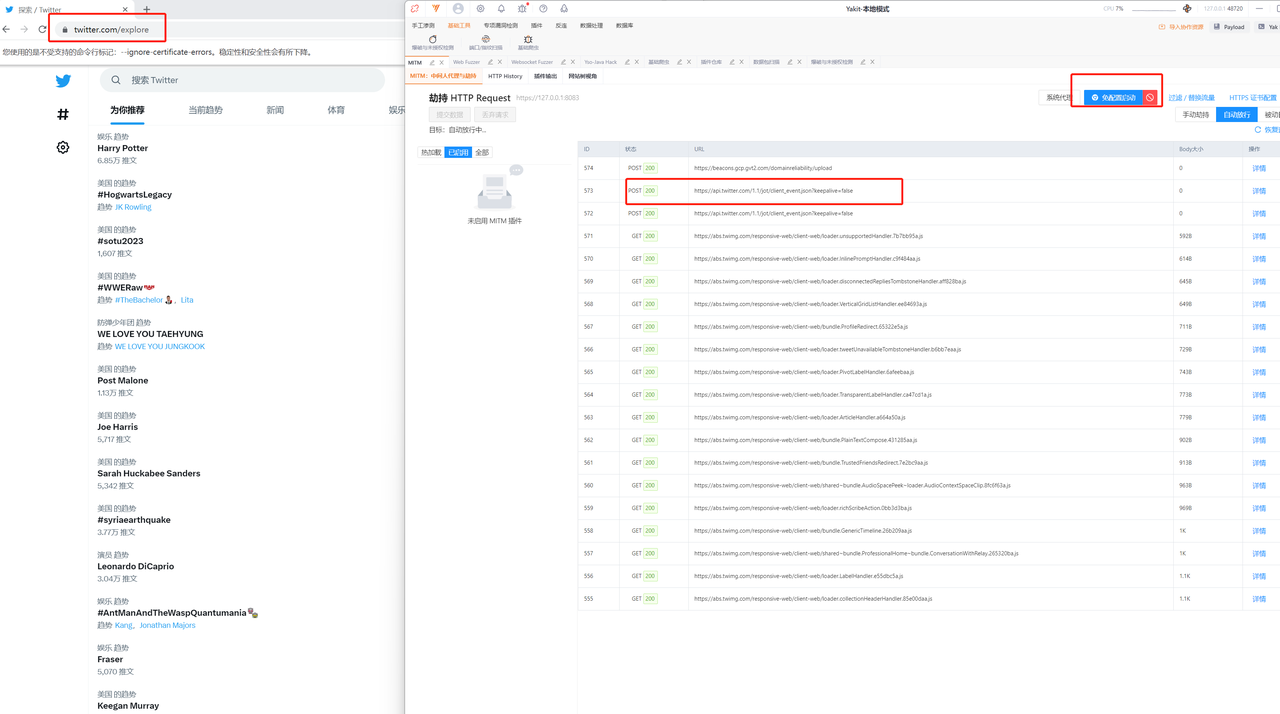 探索 / Twitter
twitter.com/explore
您使用的是不受支持的命令行标记：--ignore-certificate-errors。稳定性和安全性会有所下降。
搜索 Twitter
为你推荐 当前趋势 新闻 体育 娱乐
娱乐 趋势
Harry Potter
6.85万 推文
美国 的趋势
#HogwartsLegacy
趋势 JK Rowling
美国 的趋势
#sotu2023
1,607 推文
美国 的趋势
#WWERaw
趋势 #TheBachelor , Lita
防弹少年团 趋势
WE LOVE YOU TAEHYUNG
趋势 WE LOVE YOU JUNGKOOK
美国 的趋势
Post Malone
1.13万 推文
美国 的趋势
Joe Harris
5,717 推文
美国 的趋势
Sarah Huckabee Sanders
5,342 推文
美国 的趋势
#syriaearthquake
3.77万 推文
演员 趋势
Leonardo DiCaprio
3.04万 推文
娱乐 趋势
#AntManAndTheWaspQuantumania
趋势 Kang, Jonathan Majors
娱乐 趋势
Fraser
5,070 推文
美国 的趋势
Keegan Murray
Yakit-本地模式
CPU 7% 127.0.0.1 48720
手工渗透 基础工具 专项漏洞检测 插件 反连 数据处理 数据库
导入协作资源 Payload Yak
爆破与未授权检测 端口/指纹扫描 基础爬虫
MITM Web Fuzzer Websocket Fuzzer Yso-Java Hack 基础爬虫 插件仓库 数据包扫描 爆破与未授权检测
MITM：中间人代理与劫持 HTTP History 插件输出 网站树视角
劫持 HTTP Request https://127.0.0.1:8083
系统代理 免配置启动 过滤 / 替换流量 HTTPS 证书配置
提交数据 丢弃请求
手动劫持 自动放行 被动
目标：自动放行中..
恢复
热加载 已启用 全部
未启用 MITM 插件
ID 状态 URL Body大小 操作
574 POST 200 https://beacons.gcp.gvt2.com/domainreliability/upload 0 详情
573 POST 200 https://api.twitter.com/1.1/jot/client_event.json?keepalive=false 0 详情
572 POST 200 https://api.twitter.com/1.1/jot/client_event.json?keepalive=false 0 详情
571 GET 200 https://abs.twimg.com/responsive-web/client-web/loader.unsupportedHandler.7b7bb95a.js 592B 详情
570 GET 200 https://abs.twimg.com/responsive-web/client-web/loader.InlinePromptHandler.c9f484aa.js 614B 详情
569 GET 200 https://abs.twimg.com/responsive-web/client-web/loader.disconnectedRepliesTombstoneHandler.aff828ba.js 645B 详情
568 GET 200 https://abs.twimg.com/responsive-web/client-web/loader.VerticalGridListHandler.ee84693a.js 649B 详情
567 GET 200 https://abs.twimg.com/responsive-web/client-web/bundle.ProfileRedirect.65322e5a.js 711B 详情
566 GET 200 https://abs.twimg.com/responsive-web/client-web/loader.tweetUnavailableTombstoneHandler.b6bb7eaa.js 729B 详情
565 GET 200 https://abs.twimg.com/responsive-web/client-web/loader.PivotLabelHandler.6afeebaa.js 743B 详情
564 GET 200 https://abs.twimg.com/responsive-web/client-web/loader.TransparentLabelHandler.ca47cd1a.js 773B 详情
563 GET 200 https://abs.twimg.com/responsive-web/client-web/loader.ArticleHandler.a664a50a.js 779B 详情
562 GET 200 https://abs.twimg.com/responsive-web/client-web/bundle.PlainTextCompose.431285aa.js 902B 详情
561 GET 200 https://abs.twimg.com/responsive-web/client-web/bundle.TrustedFriendsRedirect.7e2bc9aa.js 913B 详情
560 GET 200 https://abs.twimg.com/responsive-web/client-web/shared~bundle.AudioSpacePeek~loader.AudioContextSpaceClip.8fc6f63a.js 963B 详情
559 GET 200 https://abs.twimg.com/responsive-web/client-web/loader.richScribeAction.0bb3d3ba.js 969B 详情
558 GET 200 https://abs.twimg.com/responsive-web/client-web/bundle.GenericTimeline.26b209aa.js 1K 详情
557 GET 200 https://abs.twimg.com/responsive-web/client-web/shared~bundle.ProfessionalHome~bundle.ConversationWithRelay.265320ba.js 1K 详情
556 GET 200 https://abs.twimg.com/responsive-web/client-web/loader.LabelHandler.e55dbc5a.js 1.1K 详情
555 GET 200 https://abs.twimg.com/responsive-web/client-web/loader.collectionHeaderHandler.85e00daa.js 1.1K 详情